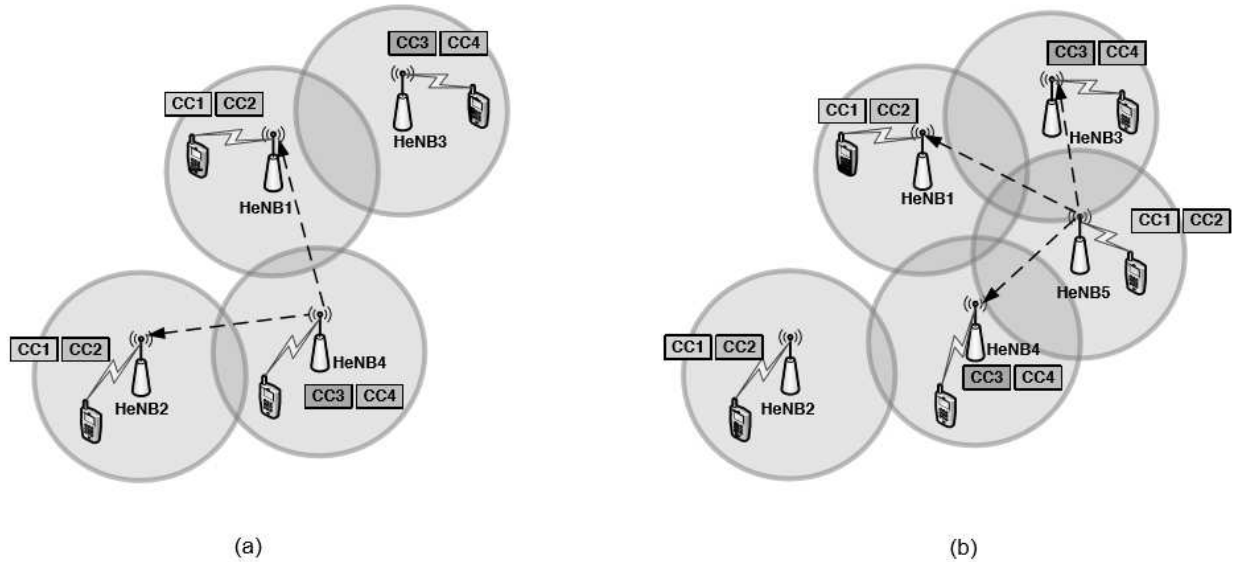 CC3 CC4
HeNB3
CC1 CC2
HeNB1
HeNB4
CC3 CC4
CC1 CC2
HeNB2
(a)
CC3 CC4
HeNB3
CC1 CC2
HeNB1
CC1 CC2
HeNB5
HeNB4
CC3 CC4
CC1 CC2
HeNB2
(b)